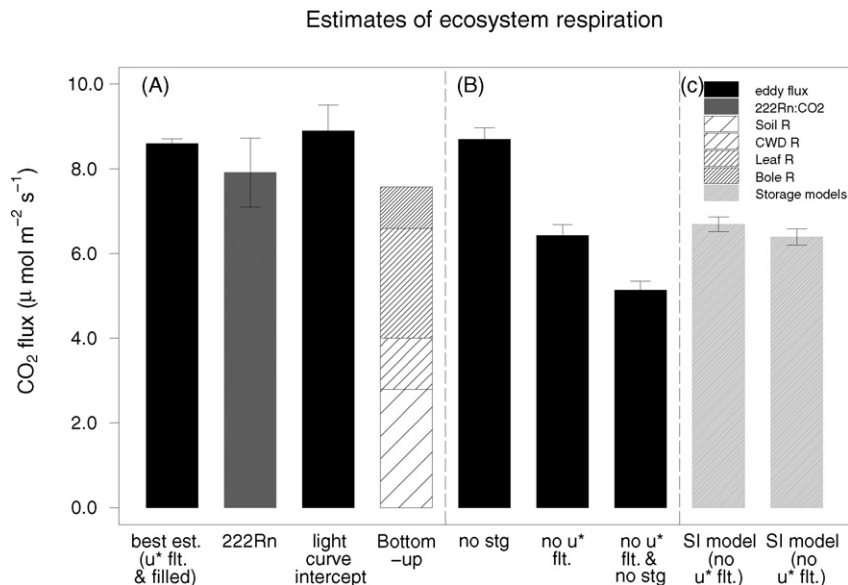 Estimates of ecosystem respiration
CO2 flux (μ mol m−2 s−1)
10.0
8.0
6.0
4.0
2.0
0.0
(A)
(B)
(c)
eddy flux
222Rn:CO2
Soil R
CWD R
Leaf R
Bole R
Storage models
best est.
(u* flt.
& filled)
222Rn
light
curve
intercept
Bottom
−up
no stg
no u*
flt.
no u*
flt. &
no stg
SI model
(no
u* flt.)
SI model
(no
u* flt.)